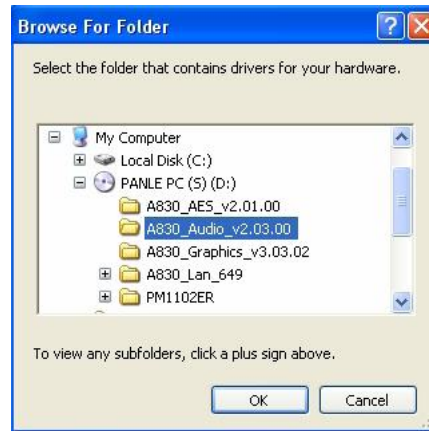 Browse For Folder
Select the folder that contains drivers for your hardware.
My Computer
Local Disk (C:)
PANLE PC (S) (D:)
A830_AES_v2.01.00
A830_Audio_v2.03.00
A830_Graphics_v3.03.02
A830_Lan_649
PM1102ER
To view any subfolders, click a plus sign above.
OK Cancel